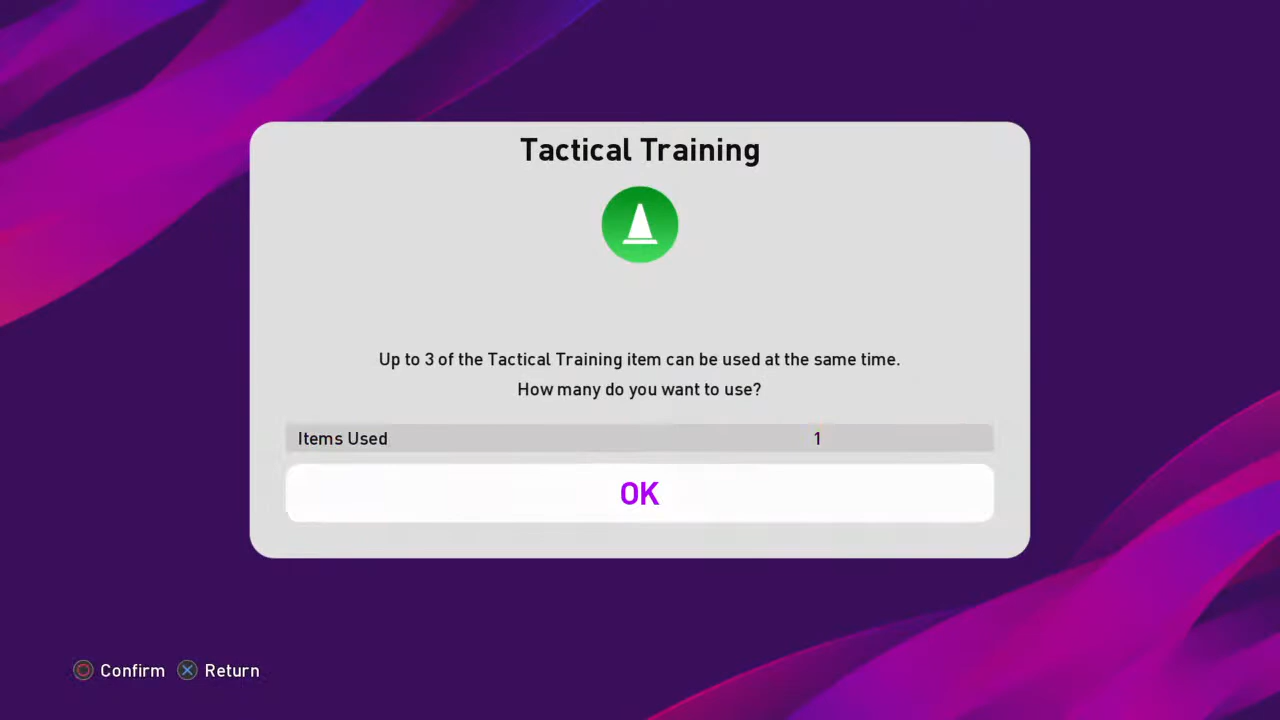 Tactical Training
Up to 3 of the Tactical Training item can be used at the same time.
How many do you want to use?
Items Used 1
OK
Confirm Return